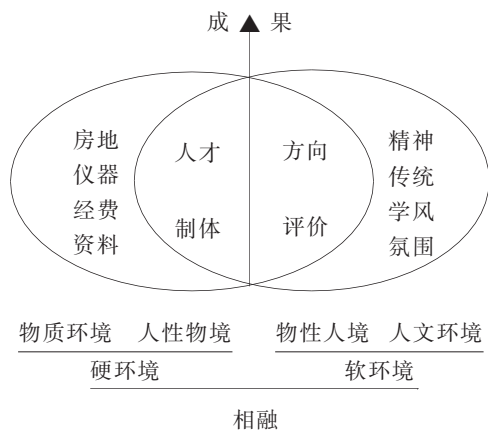 成 果
房地
仪器
经费
资料
人才
制体
方向
评价
精神
传统
学风
氛围
物质环境 人性物境 物性人境 人文环境
硬环境 软环境
相融